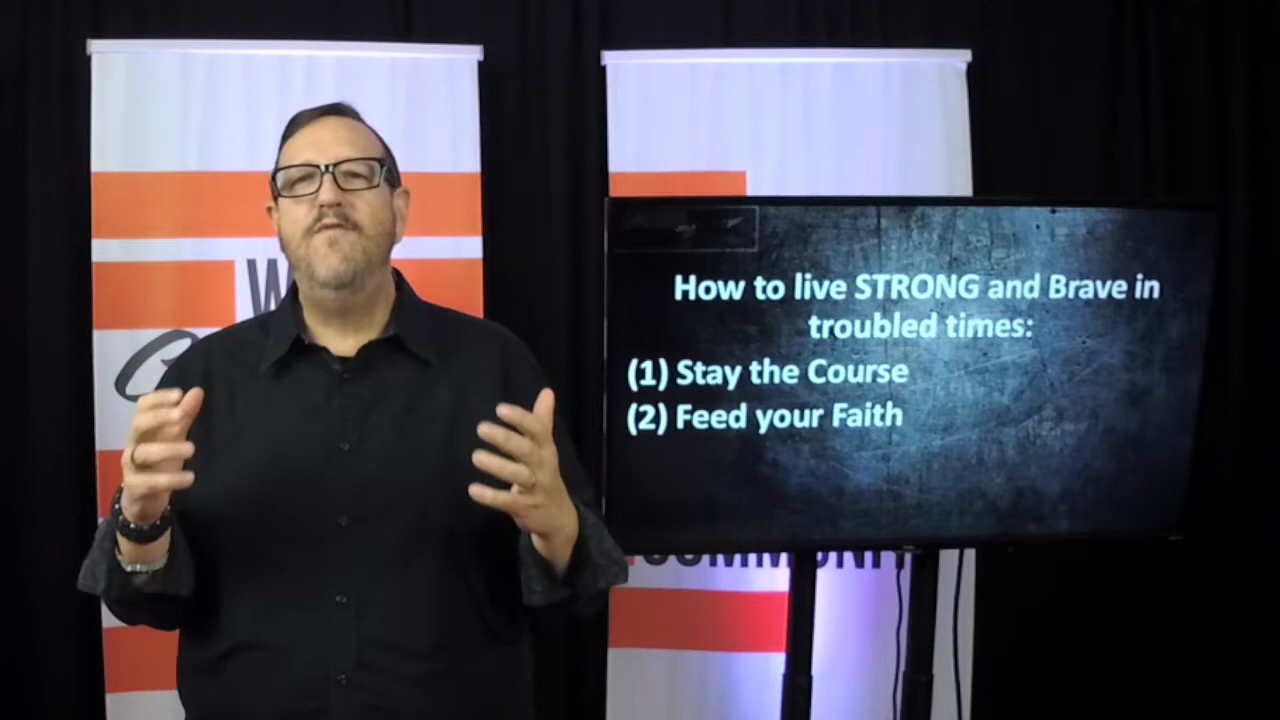 How to live STRONG and Brave in
troubled times:
(1) Stay the Course
(2) Feed your Faith